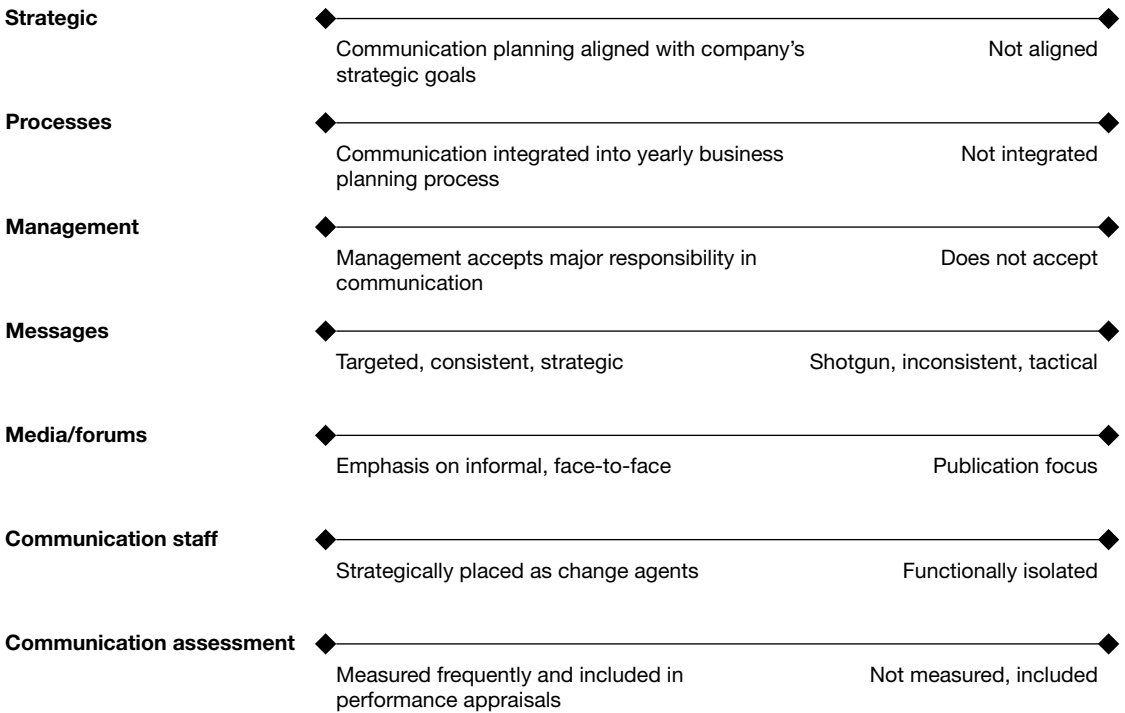 Strategic
Communication planning aligned with company’s
strategic goals
Not aligned
Processes
Communication integrated into yearly business
planning process
Not integrated
Management
Management accepts major responsibility in
communication
Does not accept
Messages
Targeted, consistent, strategic
Shotgun, inconsistent, tactical
Media/forums
Emphasis on informal, face-to-face
Publication focus
Communication staff
Strategically placed as change agents
Functionally isolated
Communication assessment
Measured frequently and included in
performance appraisals
Not measured, included